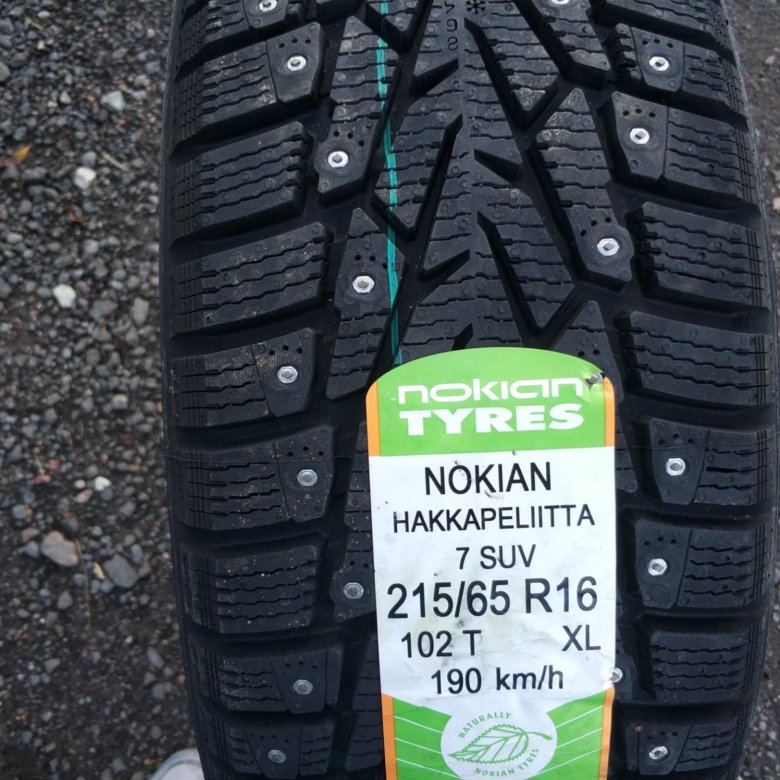 nokian
TYRES
NOKIAN
HAKKAPELIITTA
7 SUV
215/65 R16
102 T XL
190 km/h
NATURALLY
NOKIAN TYRES